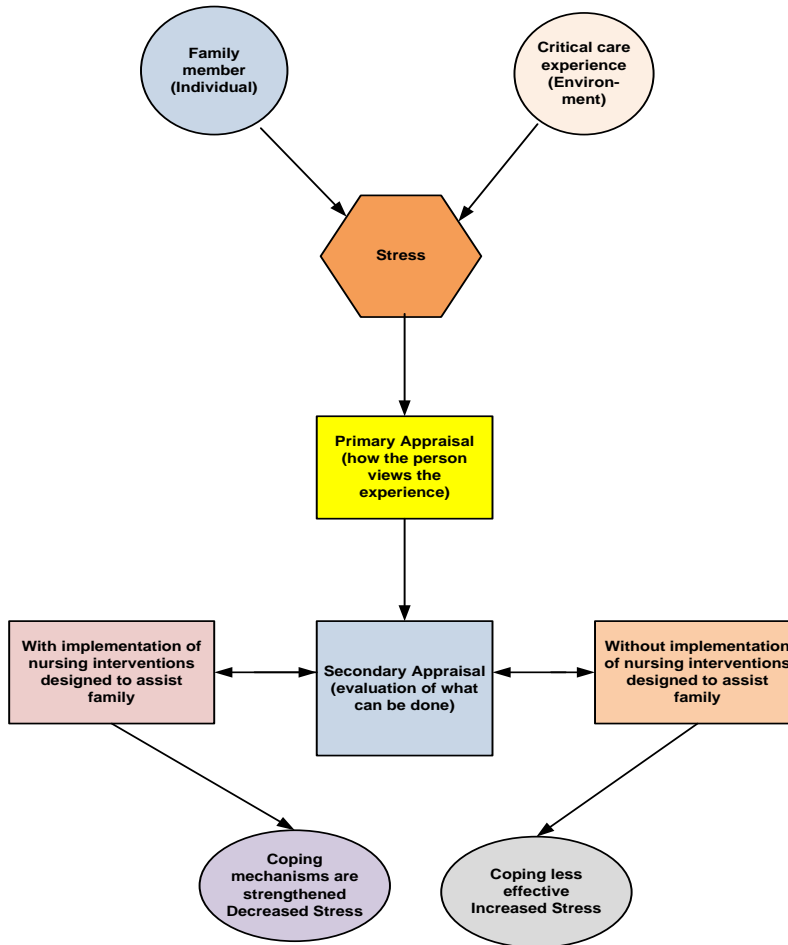 Family
member
(Individual)
Critical care
experience
(Environ-
ment)
Stress
Primary Appraisal
(how the person
views the
experience)
With implementation of
nursing interventions
designed to assist
family
Secondary Appraisal
(evaluation of what
can be done)
Without implementation
of nursing interventions
designed to assist
family
Coping
mechanisms are
strengthened
Decreased Stress
Coping less
effective
Increased Stress